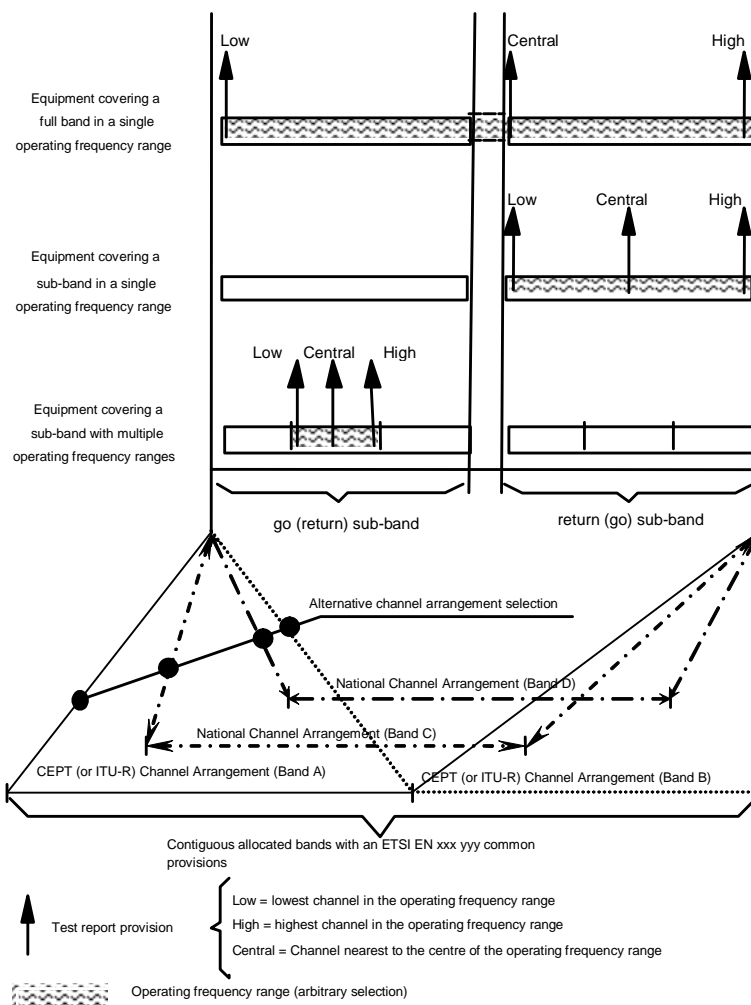 Low Central High
Equipment covering a
full band in a single
operating frequency range
Low Central High
Equipment covering a
sub-band in a single
operating frequency range
Low Central High
Equipment covering a
sub-band with multiple
operating frequency ranges
go (return) sub-band return (go) sub-band
Alternative channel arrangement selection
National Channel Arrangement (Band D)
National Channel Arrangement (Band C)
CEPT (or ITU-R) Channel Arrangement (Band A) CEPT (or ITU-R) Channel Arrangement (Band B)
Contiguous allocated bands with an ETSI EN xxx yyy common
provisions
Low = lowest channel in the operating frequency range
Test report provision High = highest channel in the operating frequency range
Central = Channel nearest to the centre of the operating frequency range
Operating frequency range (arbitrary selection)